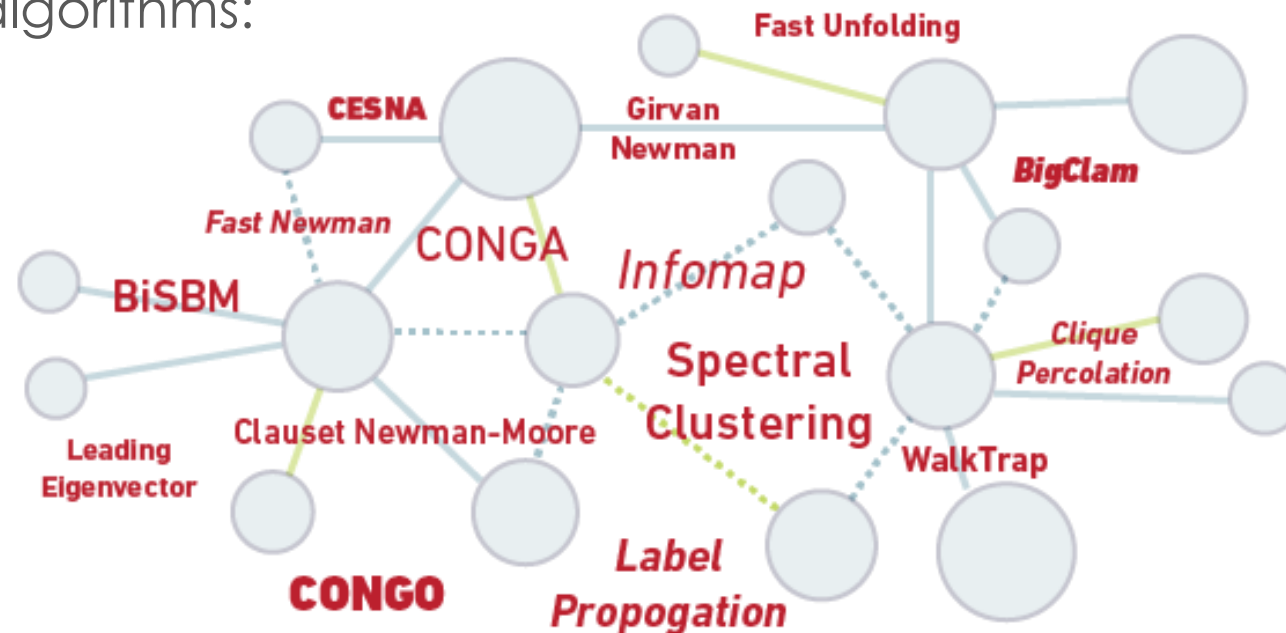 algorithms:
Fast Unfolding
CESNA
Girvan
Newman
BigClam
Fast Newman
CONGA
Infomap
BiSBM
Clique
Percolation
Spectral
Clustering
Clauset Newman-Moore
Leading
Eigenvector
WalkTrap
Label
Propogation
CONGO